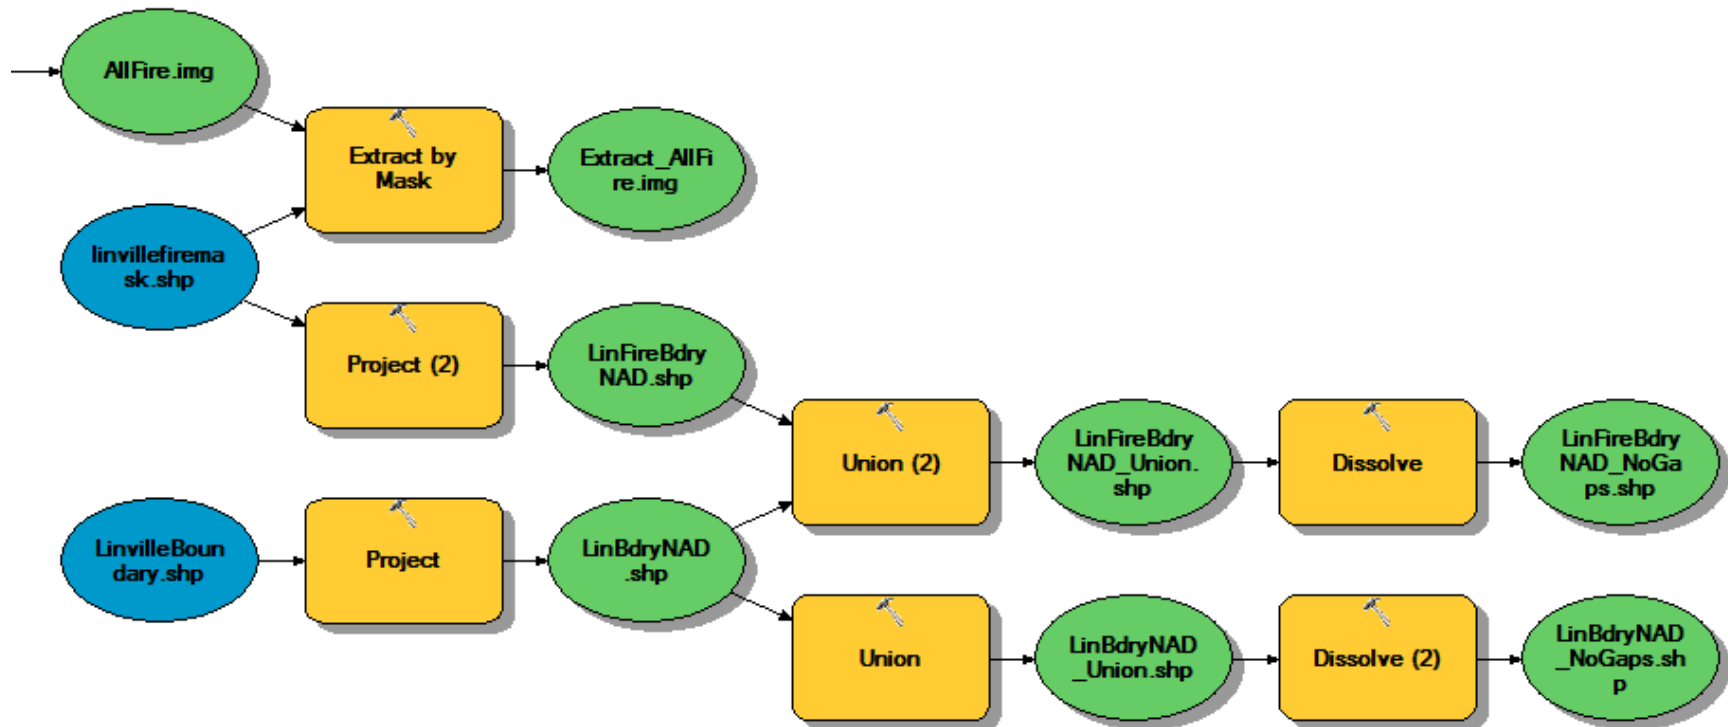 AllFire.img
Extract by
Mask
Extract_AllFi
re.img
linvillefirema
sk.shp
Project (2)
LinFireBdry
NAD.shp
Union (2)
LinFireBdry
NAD_Union.
shp
Dissolve
LinFireBdry
NAD_NoGa
ps.shp
LinvilleBoun
dary.shp
Project
LinBdryNAD
.shp
Union
LinBdryNAD
_Union.shp
Dissolve (2)
LinBdryNAD
_NoGaps.sh
p